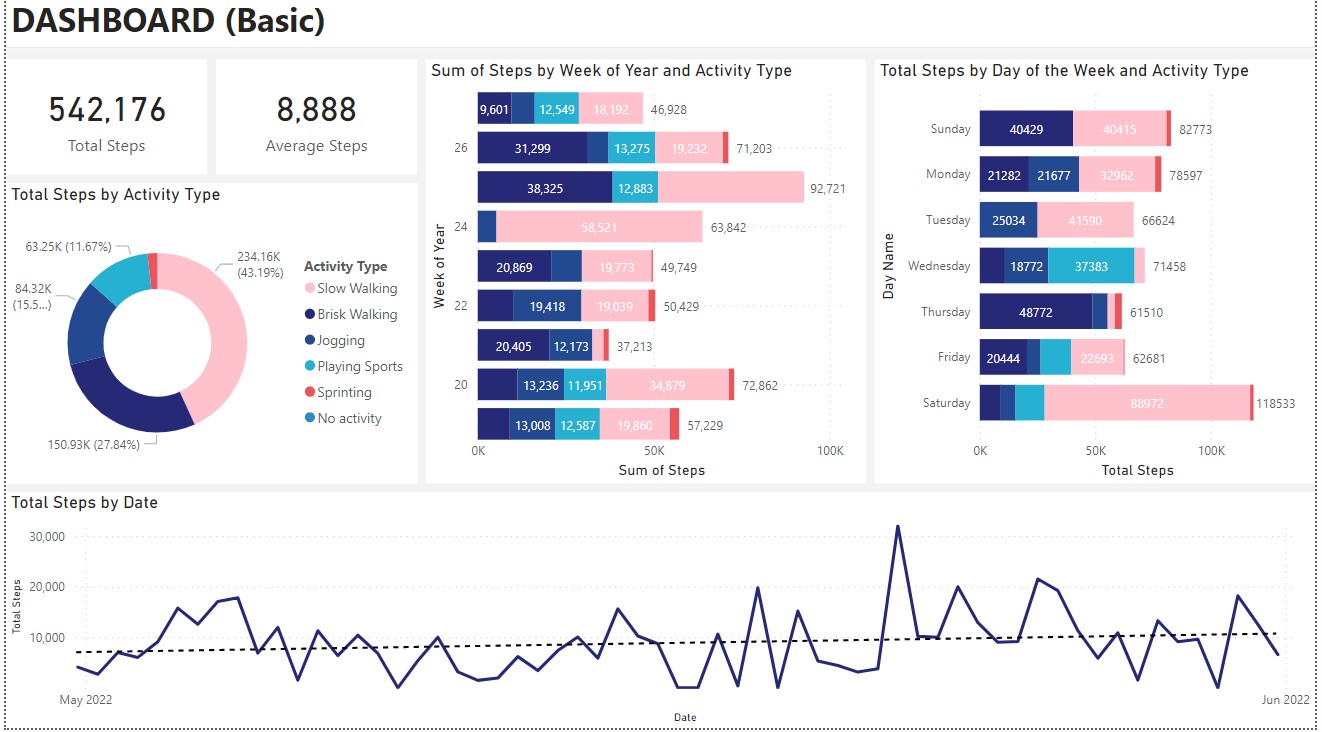 DASHBOARD (Basic)
542,176
Total Steps
8,888
Average Steps
Total Steps by Activity Type
63.25K (11.67%)
234.16K
(43.19%)
84.32K
(15.5...)
150.93K (27.84%)
Activity Type
Slow Walking
Brisk Walking
Jogging
Playing Sports
Sprinting
No activity
Sum of Steps by Week of Year and Activity Type
Week of Year
9,601 12,549 18,192 46,928
26 31,299 13,275 19,232 71,203
38,325 12,883 92,721
24 58,521 63,842
20,869 19,773 49,749
22 19,418 19,039 50,429
20,405 12,173 37,213
20 13,236 11,951 34,879 72,862
13,008 12,587 19,860 57,229
0K 50K 100K
Sum of Steps
Total Steps by Day of the Week and Activity Type
Day Name
Sunday 40429 40415 82773
Monday 21282 21677 32962 78597
Tuesday 25034 41590 66624
Wednesday 18772 37383 71458
Thursday 48772 61510
Friday 20444 22693 62681
Saturday 88972 118533
0K 50K 100K
Total Steps
Total Steps by Date
Total Steps
30,000
20,000
10,000
May 2022 Jun 2022
Date